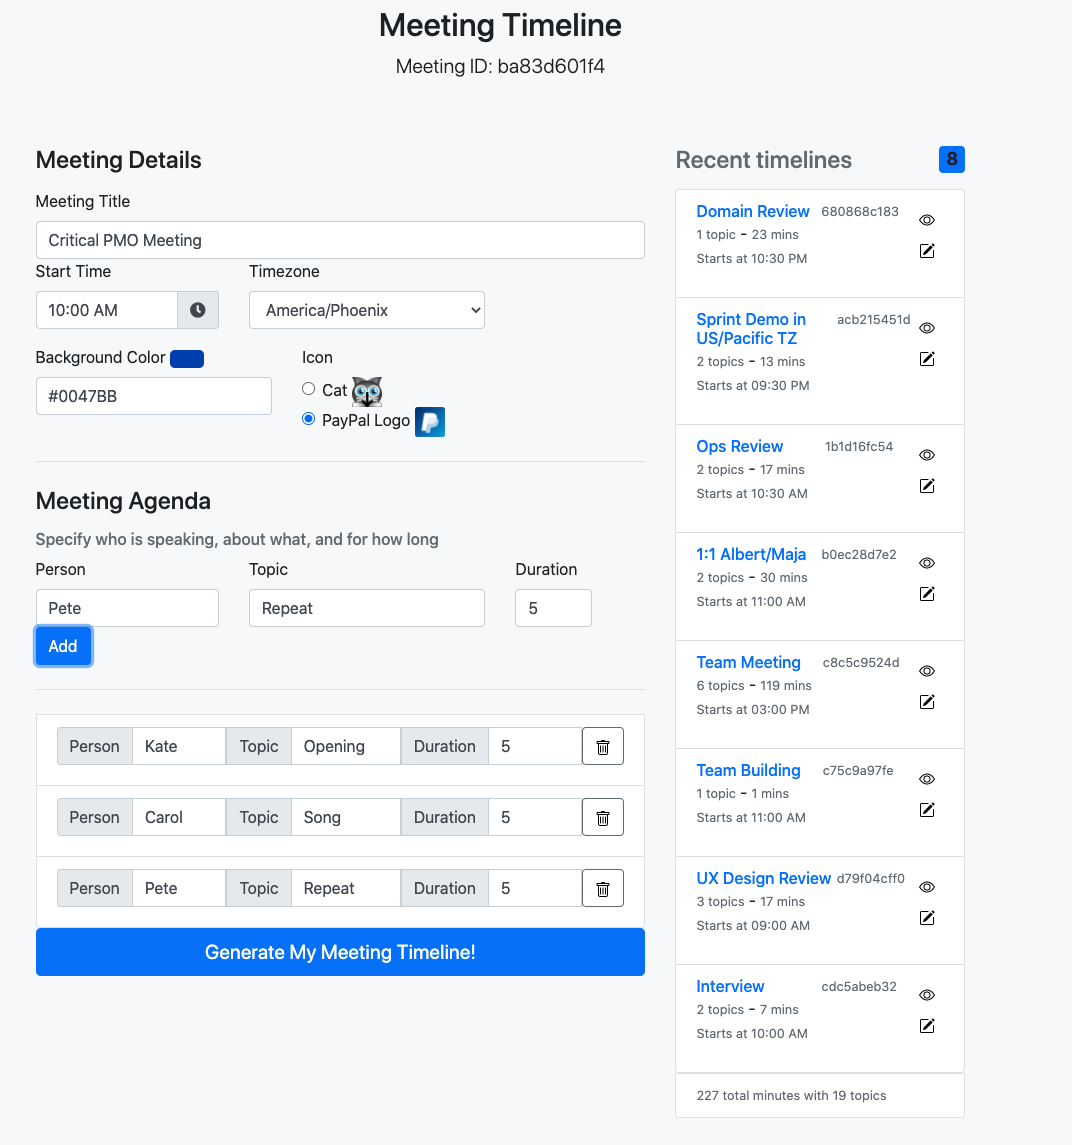 Meeting Timeline
Meeting ID: ba83d601f4
Meeting Details
Meeting Title
Critical PMO Meeting
Start Time Timezone
10:00 AM America/Phoenix
Background Color Icon
#0047BB
Cat
PayPal Logo
Meeting Agenda
Specify who is speaking, about what, and for how long
Person Topic Duration
Pete Repeat 5
Add
Person Kate Topic Opening Duration 5
Person Carol Topic Song Duration 5
Person Pete Topic Repeat Duration 5
Generate My Meeting Timeline!
Recent timelines 8
Domain Review 680868c183
1 topic - 23 mins
Starts at 10:30 PM
Sprint Demo in acb215451d
US/Pacific TZ
2 topics - 13 mins
Starts at 09:30 PM
Ops Review 1b1d16fc54
2 topics - 17 mins
Starts at 10:30 AM
1:1 Albert/Maja b0ec28d7e2
2 topics - 30 mins
Starts at 11:00 AM
Team Meeting c8c5c9524d
6 topics - 119 mins
Starts at 03:00 PM
Team Building c75c9a97fe
1 topic - 1 mins
Starts at 11:00 AM
UX Design Review d79f04cff0
3 topics - 17 mins
Starts at 09:00 AM
Interview cdc5abeb32
2 topics - 7 mins
Starts at 10:00 AM
227 total minutes with 19 topics